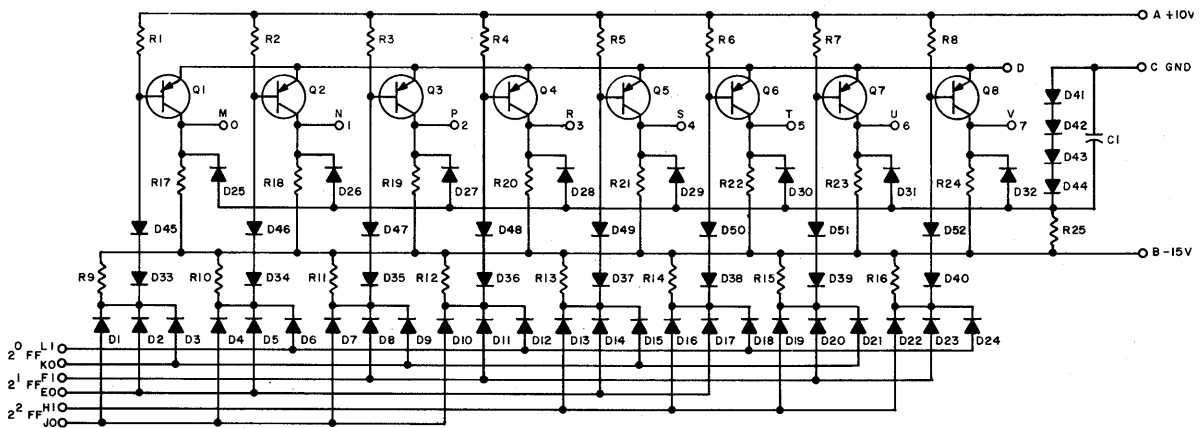 A +10V
R1 R2 R3 R4 R5 R6 R7 R8
D C GND
Q1 Q2 Q3 Q4 Q5 Q6 Q7 Q8
D41
M N P R S T U V D42 C1
0 1 2 3 4 5 6 7
D43
R17 D25 R18 D26 R19 D27 R20 D28 R21 D29 R22 D30 R23 D31 R24 D32 D44
D45 D46 D47 D48 D49 D50 D51 D52 R25
B -15V
R9 D33 R10 D34 R11 D35 R12 D36 R13 D37 R14 D38 R15 D39 R16 D40
D1 D2 D3 D4 D5 D6 D7 D8 D9 D10 D11 D12 D13 D14 D15 D16 D17 D18 D19 D20 D21 D22 D23 D24
2⁰ FF L1
K0
2¹ FF F1
E0
2² FF H1
J0